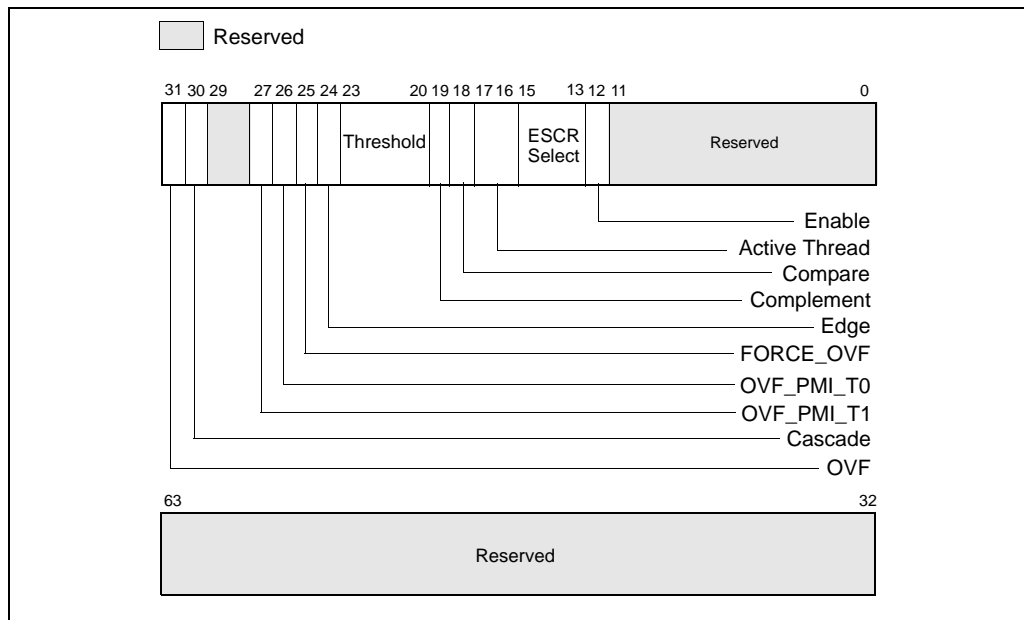 Reserved
31 30 29 27 26 25 24 23 20 19 18 17 16 15 13 12 11 0
Threshold
ESCR
Select
Reserved
Enable
Active Thread
Compare
Complement
Edge
FORCE_OVF
OVF_PMI_T0
OVF_PMI_T1
Cascade
OVF
63 32
Reserved